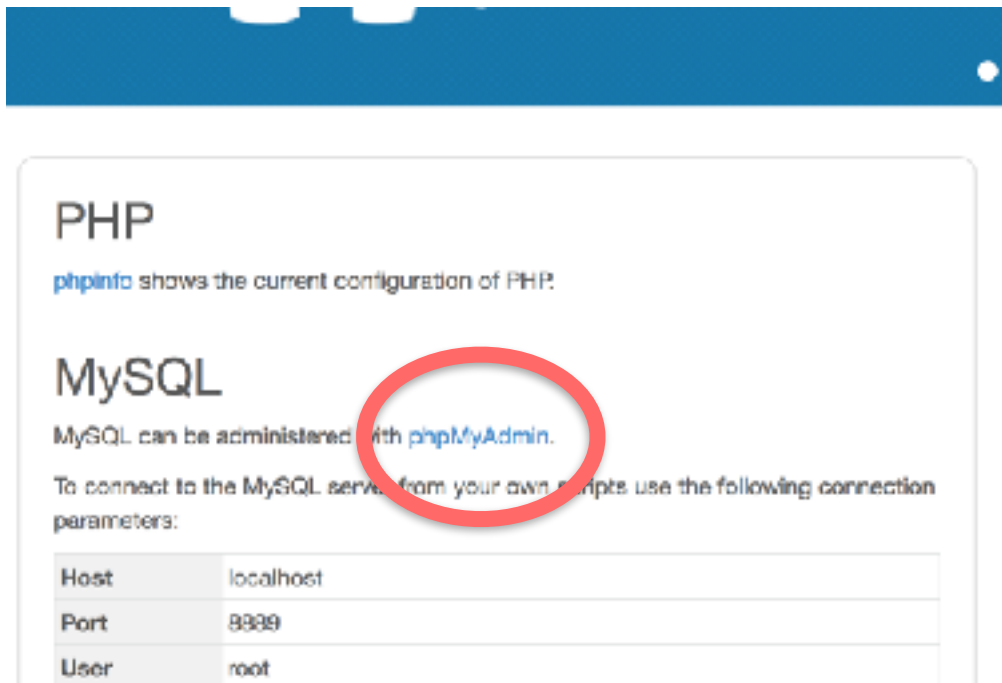 PHP
phpinfo shows the current configuration of PHP.
MySQL
MySQL can be administered with phpMyAdmin.
To connect to the MySQL server from your own scripts use the following connection
parameters:
Host localhost
Port 8889
User root